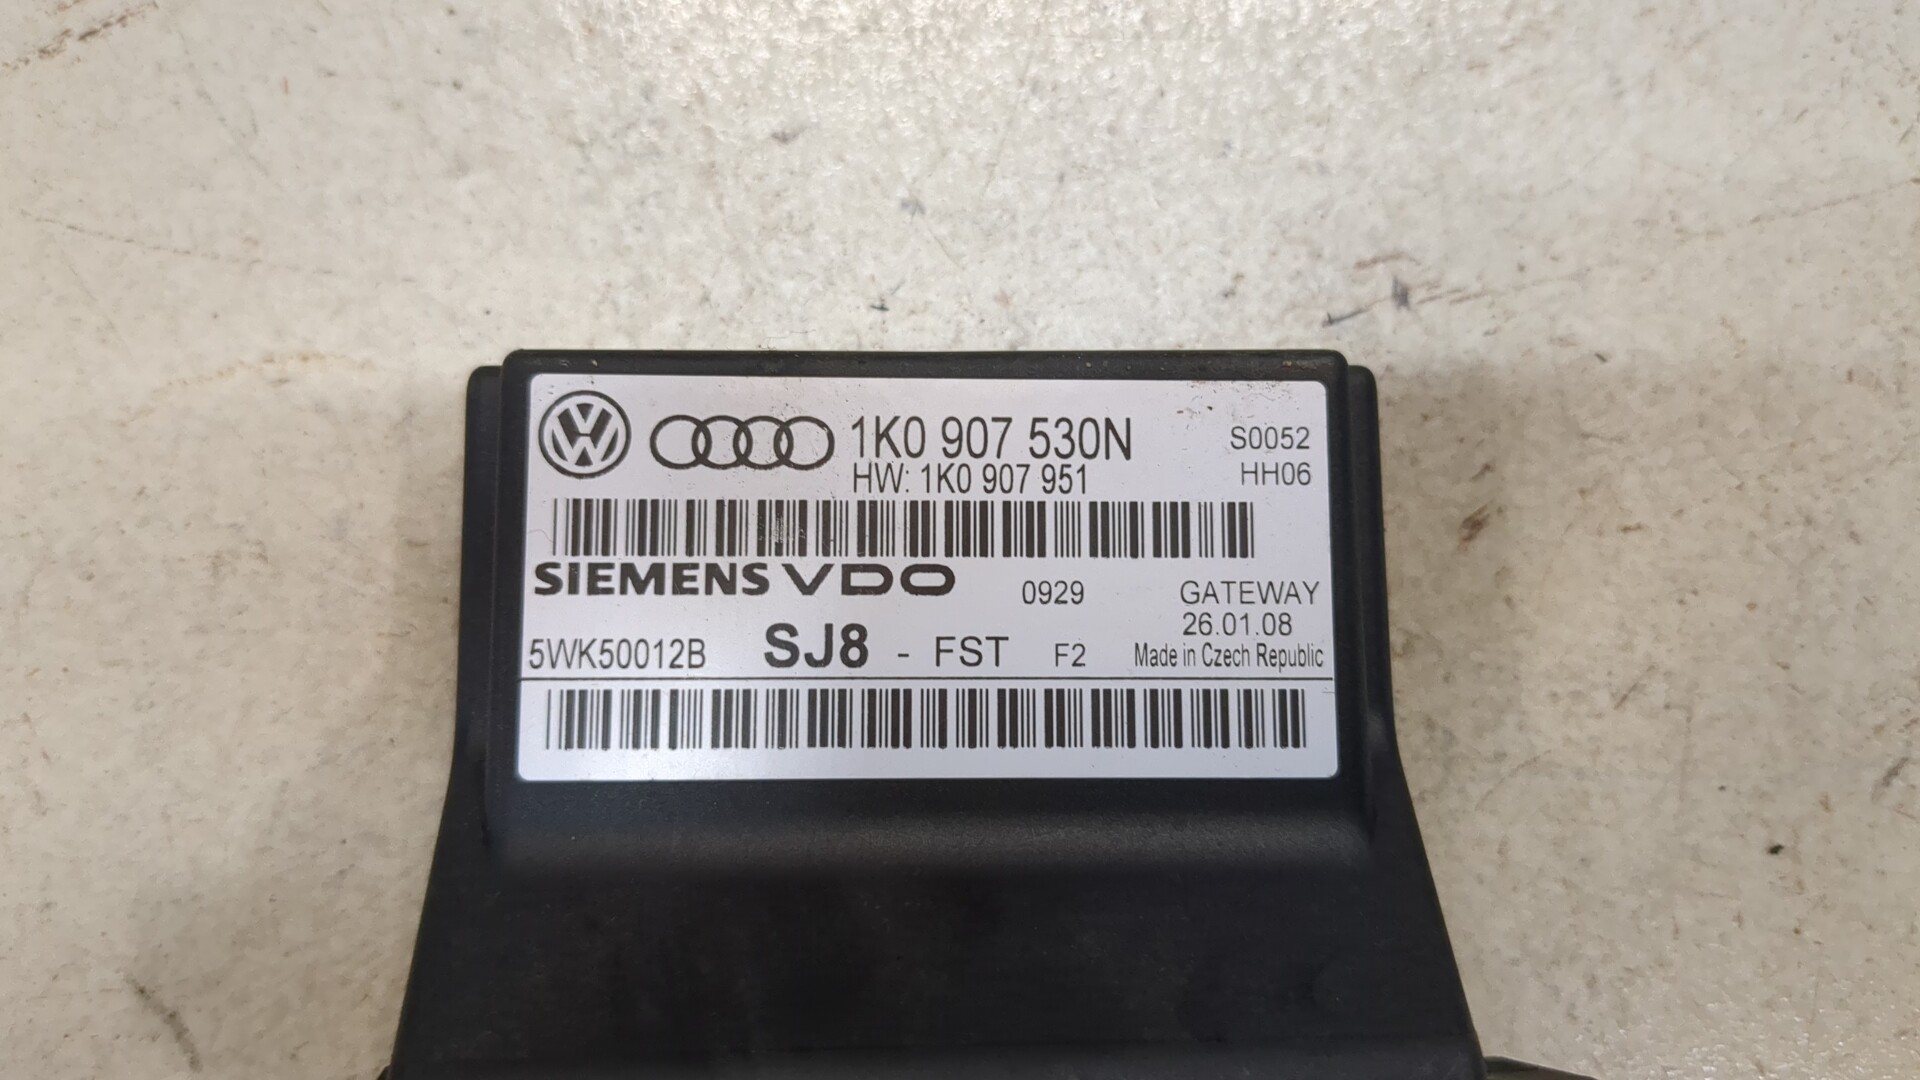 1K0 907 530N S0052
HW: 1K0 907 951 HH06
SIEMENS VDO 0929 GATEWAY
26.01.08
5WK50012B SJ8 - FST F2 Made in Czech Republic